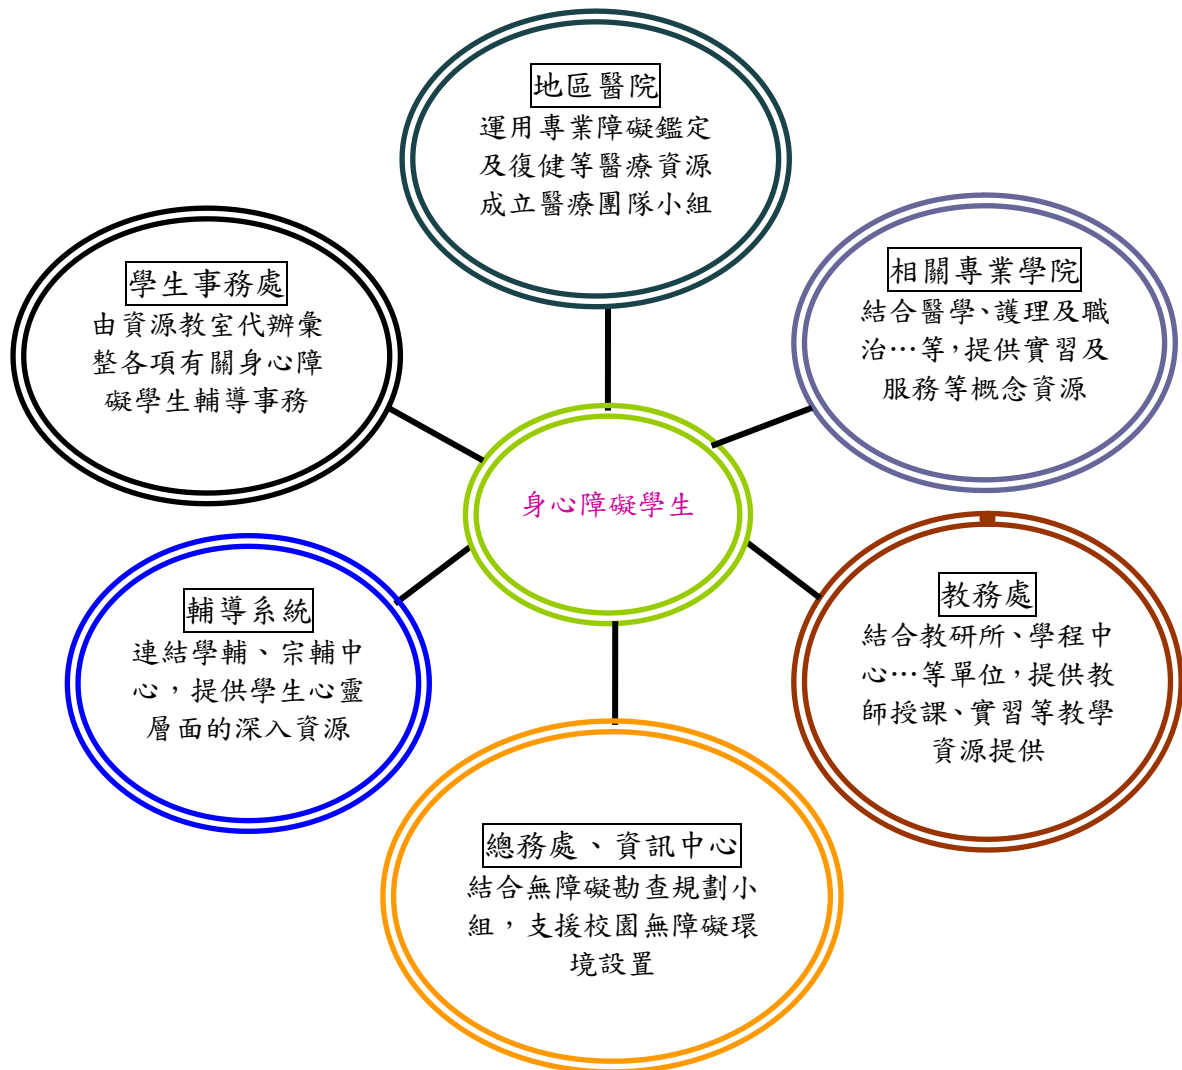 地區醫院
運用專業障礙鑑定
及復健等醫療資源
成立醫療團隊小組
學生事務處
由資源教室代辦彙
整各項有關身心障
礙學生輔導事務
相關專業學院
結合醫學、護理及職
治…等，提供實習及
服務等概念資源
身心障礙學生
輔導系統
連結學輔、宗輔中
心，提供學生心靈
層面的深入資源
教務處
結合教研所、學程中
心…等單位，提供教
師授課、實習等教學
資源提供
總務處、資訊中心
結合無障礙勘查規劃小
組，支援校園無障礙環
境設置